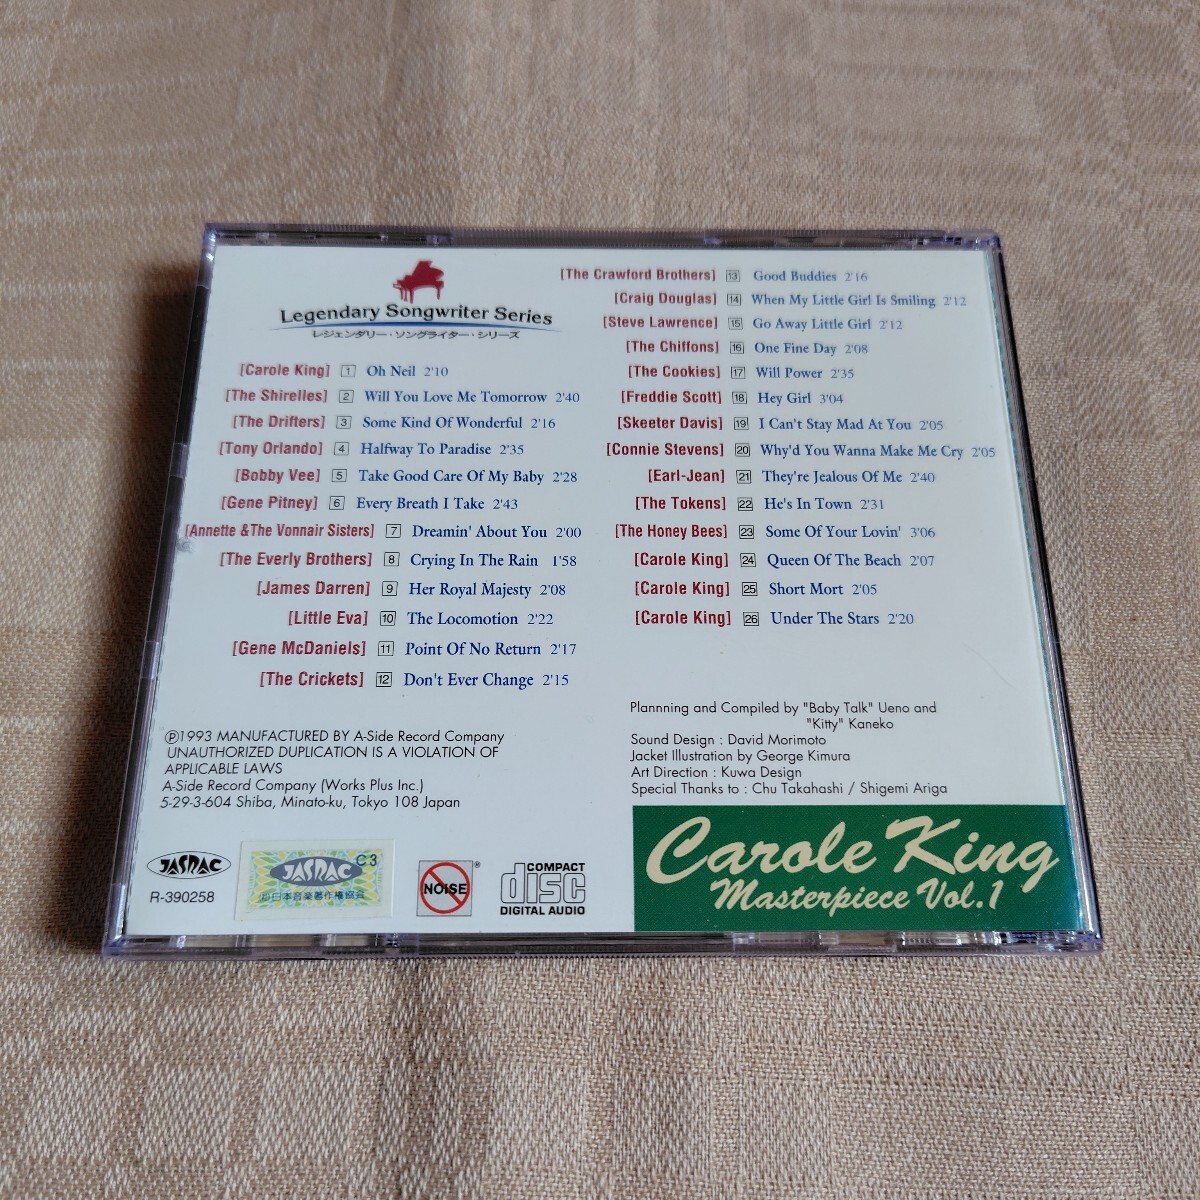 Legendary Songwriter Series
レジェンダリー・ソングライター・シリーズ
[Carole King] 1 Oh Neil 2'10
[The Shirelles] 2 Will You Love Me Tomorrow 2'40
[The Drifters] 3 Some Kind Of Wonderful 2'16
[Tony Orlando] 4 Halfway To Paradise 2'35
[Bobby Vee] 5 Take Good Care Of My Baby 2'28
[Gene Pitney] 6 Every Breath I Take 2'43
[Annette &The Vonnair Sisters] 7 Dreamin' About You 2'00
[The Everly Brothers] 8 Crying In The Rain 1'58
[James Darren] 9 Her Royal Majesty 2'08
[Little Eva] 10 The Locomotion 2'22
[Gene McDaniels] 11 Point Of No Return 2'17
[The Crickets] 12 Don't Ever Change 2'15
[The Crawford Brothers] 13 Good Buddies 2'16
[Craig Douglas] 14 When My Little Girl Is Smiling 2'12
[Steve Lawrence] 15 Go Away Little Girl 2'12
[The Chiffons] 16 One Fine Day 2'08
[The Cookies] 17 Will Power 2'35
[Freddie Scott] 18 Hey Girl 3'04
[Skeeter Davis] 19 I Can't Stay Mad At You 2'05
[Connie Stevens] 20 Why'd You Wanna Make Me Cry 2'05
[Earl-Jean] 21 They're Jealous Of Me 2'40
[The Tokens] 22 He's In Town 2'31
[The Honey Bees] 23 Some Of Your Lovin' 3'06
[Carole King] 24 Queen Of The Beach 2'07
[Carole King] 25 Short Mort 2'05
[Carole King] 26 Under The Stars 2'20
Ⓟ1993 MANUFACTURED BY A-Side Record Company
UNAUTHORIZED DUPLICATION IS A VIOLATION OF
APPLICABLE LAWS
A-Side Record Company (Works Plus Inc.)
5-29-3-604 Shiba, Minato-ku, Tokyo 108 Japan
Plannning and Compiled by "Baby Talk" Ueno and
"Kitty" Kaneko
Sound Design : David Morimoto
Jacket Illustration by George Kimura
Art Direction : Kuwa Design
Special Thanks to : Chu Takahashi / Shigemi Ariga
JASRAC
R-390258
C3
JASRAC
日本音楽著作権協会
NOISE ®
COMPACT
disc
DIGITAL AUDIO
Carole King
Masterpiece Vol.1